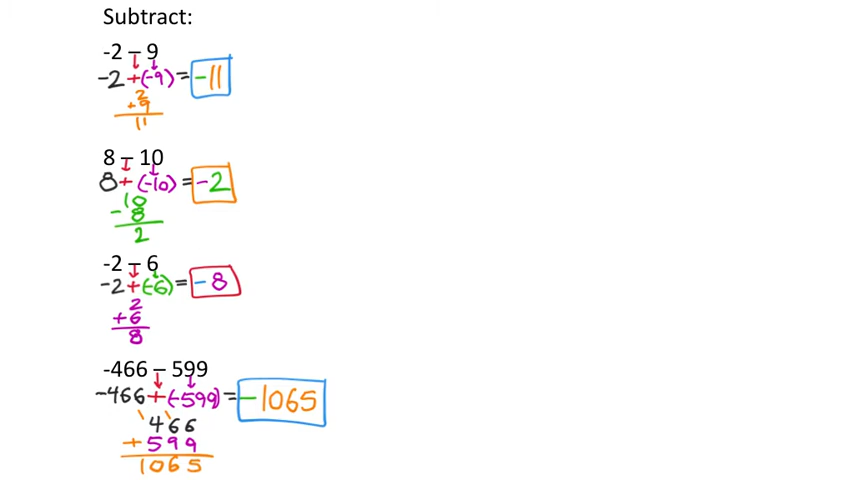 Subtract:
-2 – 9
-2 + (-9) = -11
2
+ 9
11
8 – 10
8 + (-10) = -2
10
- 8
2
-2 – 6
-2 + (-6) = -8
2
+ 6
8
-466 – 599
-466 + (-599) = -1065
466
+ 599
1065